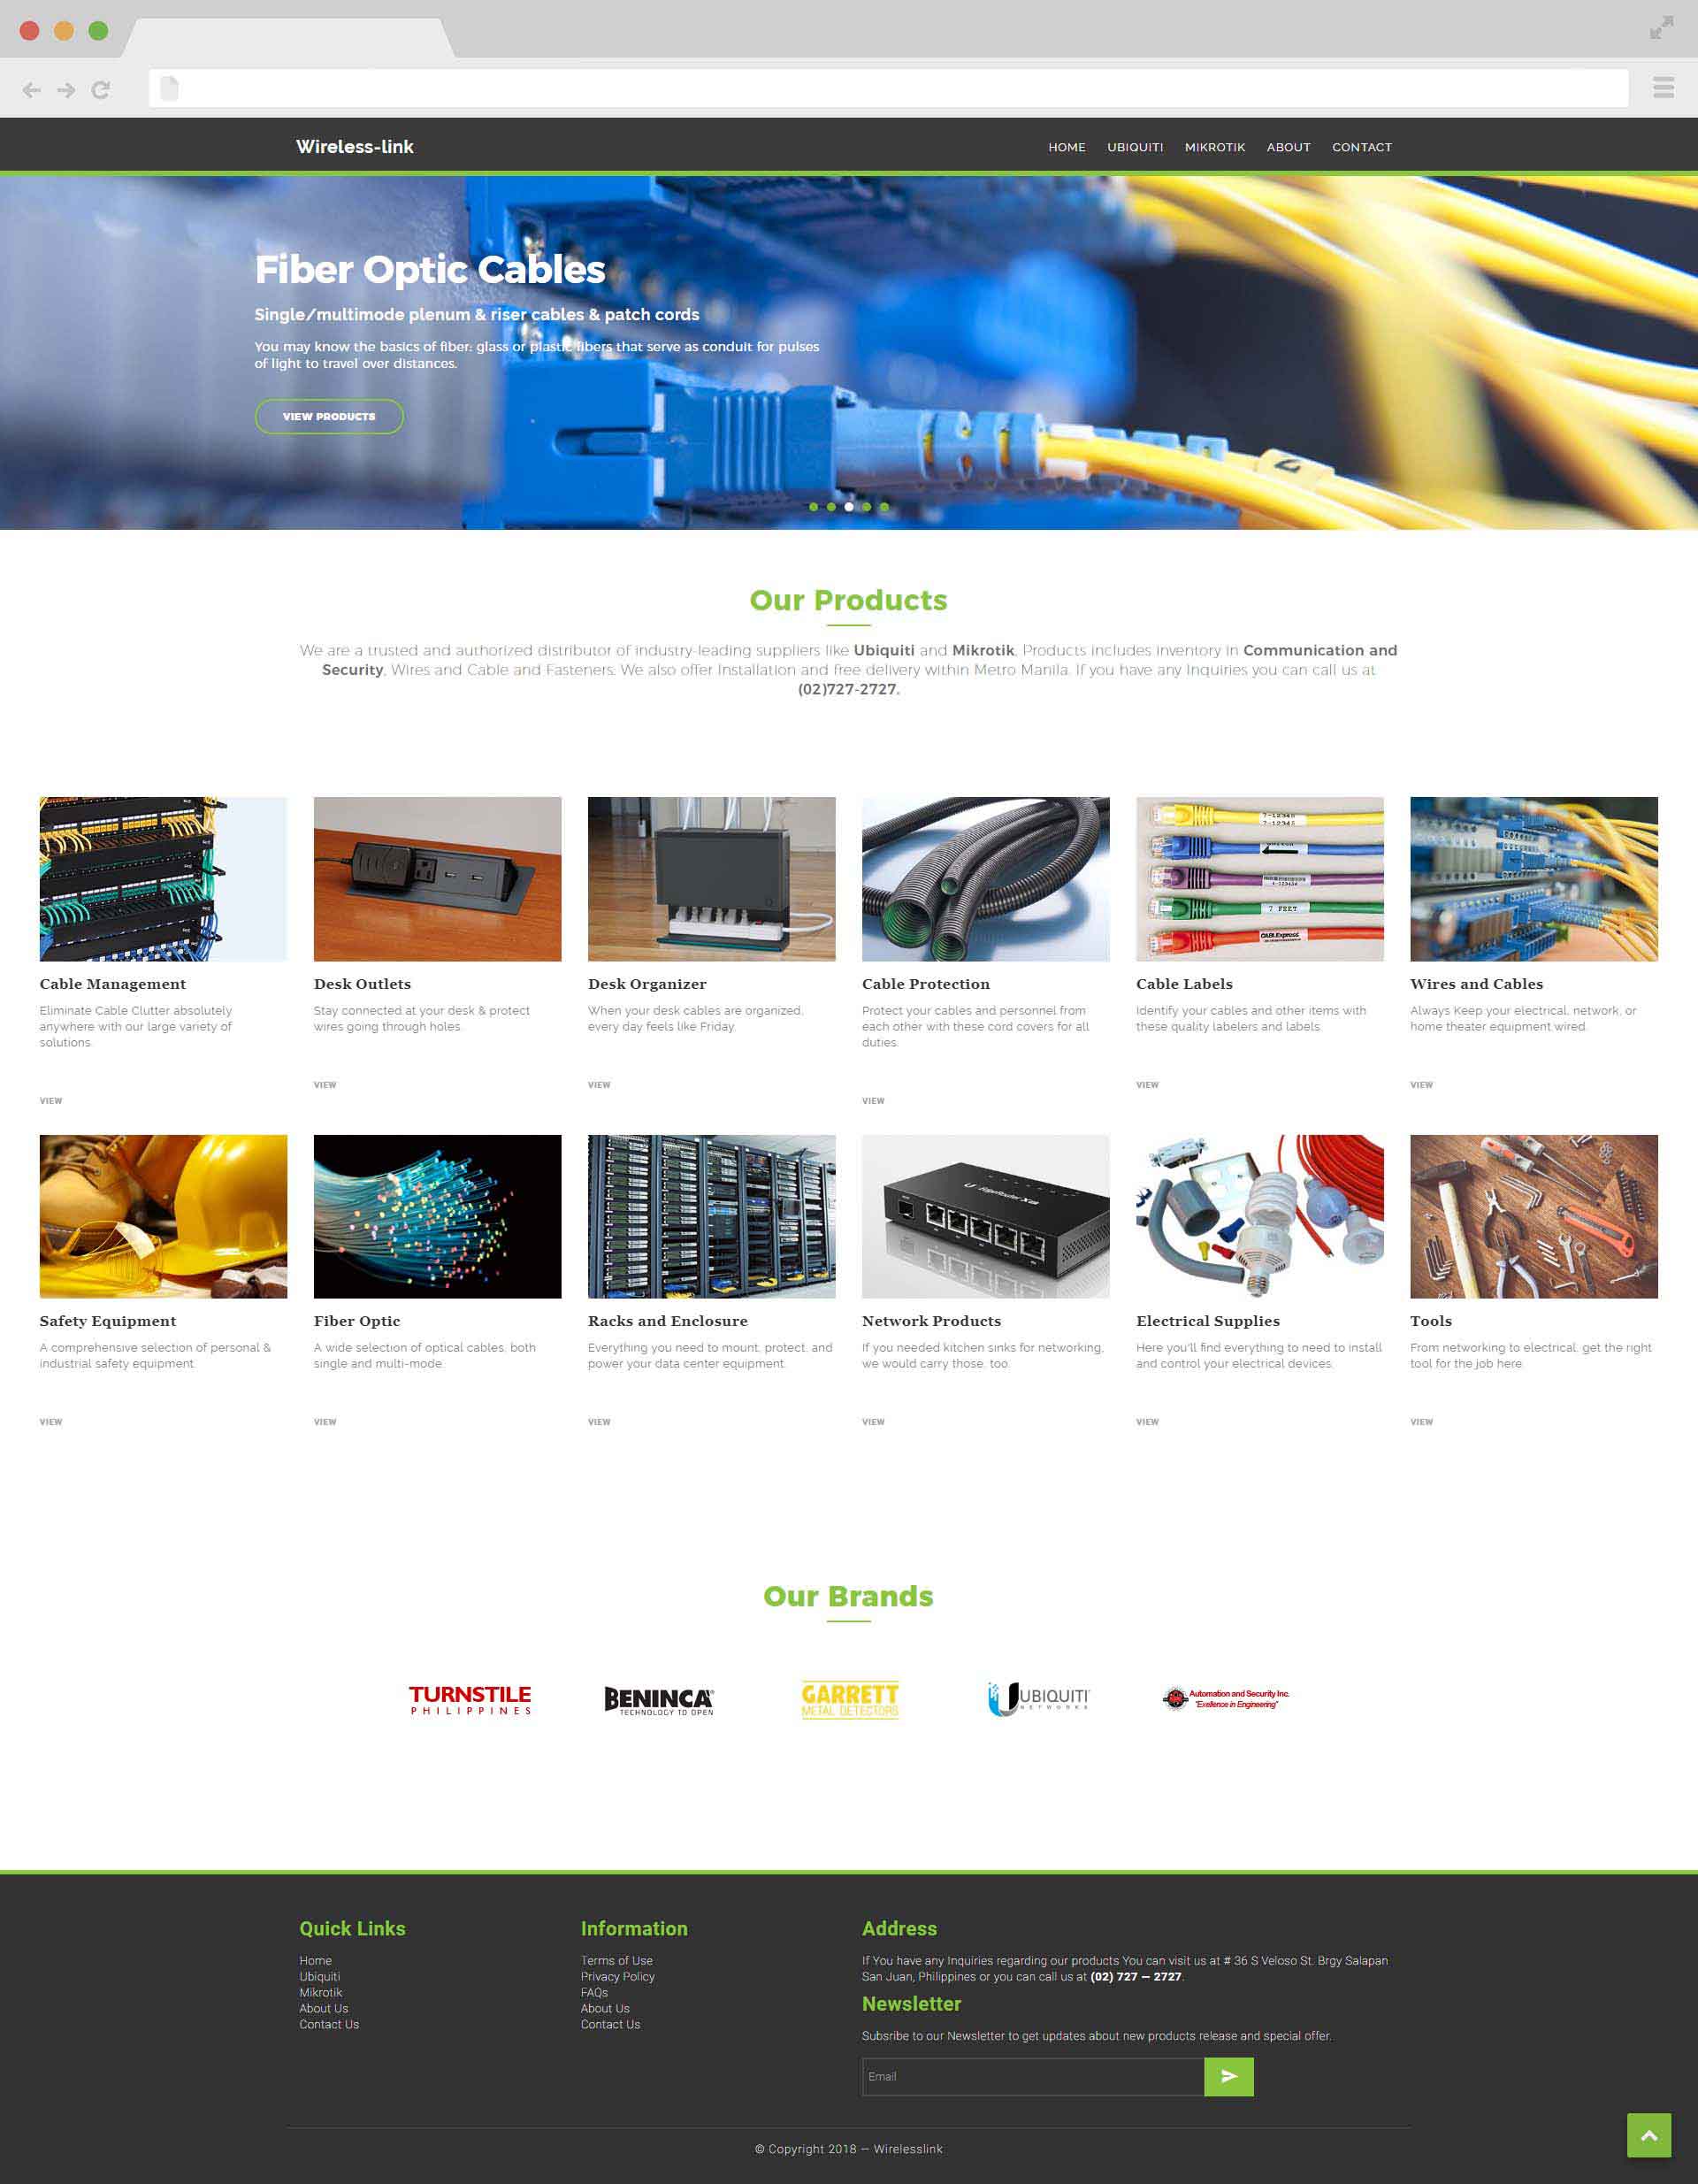 Wireless-link
HOME UBIQUITI MIKROTIK ABOUT CONTACT
Fiber Optic Cables
Single/multimode plenum & riser cables & patch cords
You may know the basics of fiber: glass or plastic fibers that serve as conduit for pulses
of light to travel over distances.
VIEW PRODUCTS
Our Products
We are a trusted and authorized distributor of industry-leading suppliers like Ubiquiti and Mikrotik. Products includes inventory in Communication and
Security, Wires and Cable and Fasteners. We also offer Installation and free delivery within Metro Manila. If you have any Inquiries you can call us at
(02)727-2727.
7-12345
7-12345
7 FEET
CABLExpress
Cable Management
Eliminate Cable Clutter absolutely
anywhere with our large variety of
solutions.
VIEW
Desk Outlets
Stay connected at your desk & protect
wires going through holes.
VIEW
Desk Organizer
When your desk cables are organized,
every day feels like Friday.
VIEW
Cable Protection
Protect your cables and personnel from
each other with these cord covers for all
duties.
VIEW
Cable Labels
Identify your cables and other items with
these quality labelers and labels.
VIEW
Wires and Cables
Always Keep your electrical, network, or
home theater equipment wired.
VIEW
EdgeRouter X
Safety Equipment
A comprehensive selection of personal &
industrial safety equipment.
VIEW
Fiber Optic
A wide selection of optical cables, both
single and multi-mode.
VIEW
Racks and Enclosure
Everything you need to mount, protect, and
power your data center equipment.
VIEW
Network Products
If you needed kitchen sinks for networking,
we would carry those, too.
VIEW
Electrical Supplies
Here you'll find everything to need to install
and control your electrical devices.
VIEW
Tools
From networking to electrical, get the right
tool for the job here.
VIEW
Our Brands
TURNSTILE
PHILIPPINES
BENINCA®
TECHNOLOGY TO OPEN
GARRETT
METAL DETECTORS
UBIQUITI
NETWORKS
Automation and Security Inc.
"Exellence in Engineering"
Quick Links
Home
Ubiquiti
Mikrotik
About Us
Contact Us
Information
Terms of Use
Privacy Policy
FAQs
About Us
Contact Us
Address
If You have any Inquiries regarding our products You can visit us at # 36 S Veloso St. Brgy Salapan
San Juan, Philippines or you can call us at (02) 727 – 2727.
Newsletter
Subsribe to our Newsletter to get updates about new products release and special offer.
Email
© Copyright 2018 – Wirelesslink